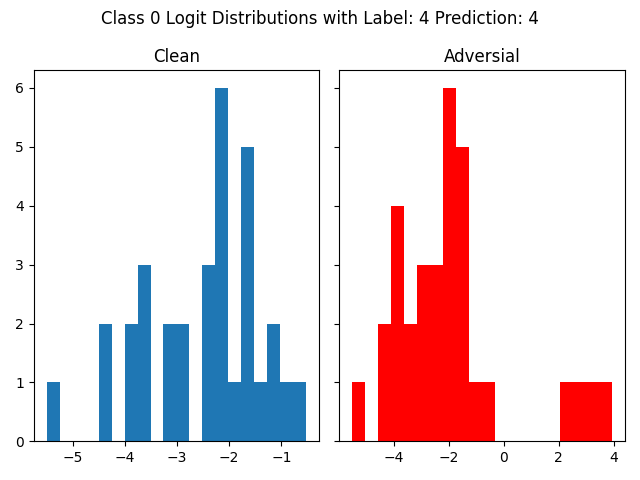 Class 0 Logit Distributions with Label: 4 Prediction: 4
Clean
Adversial
6
5
4
3
2
1
0
−5 −4 −3 −2 −1
−4 −2 0 2 4